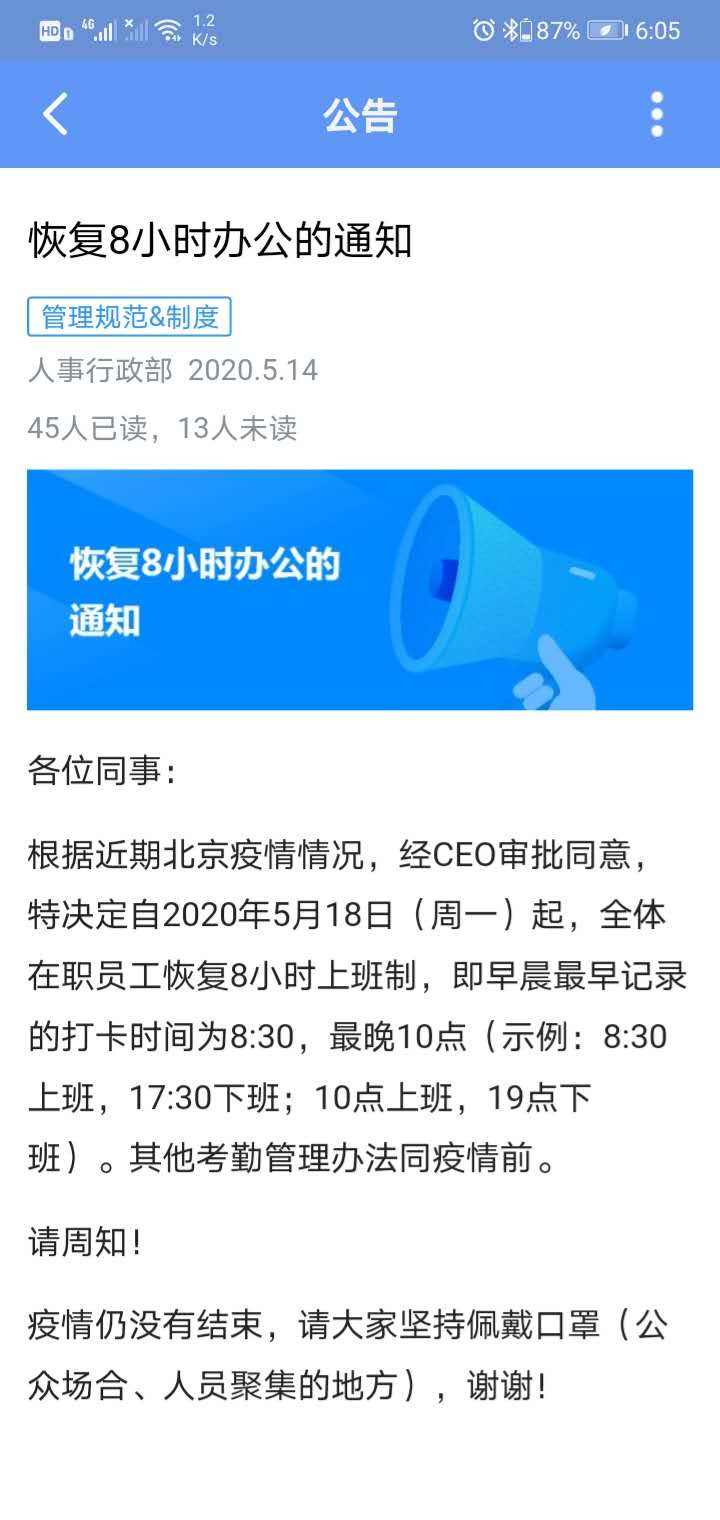 HD 1 4G 1.2 K/s 87% 6:05
公告
恢复8小时办公的通知
管理规范&制度
人事行政部 2020.5.14
45人已读，13人未读
恢复8小时办公的
通知
各位同事：
根据近期北京疫情情况，经CEO审批同意，
特决定自2020年5月18日（周一）起，全体
在职员工恢复8小时上班制，即早晨最早记录
的打卡时间为8:30，最晚10点（示例：8:30
上班，17:30下班；10点上班，19点下
班）。其他考勤管理办法同疫情前。
请周知！
疫情仍没有结束，请大家坚持佩戴口罩（公
众场合、人员聚集的地方），谢谢！